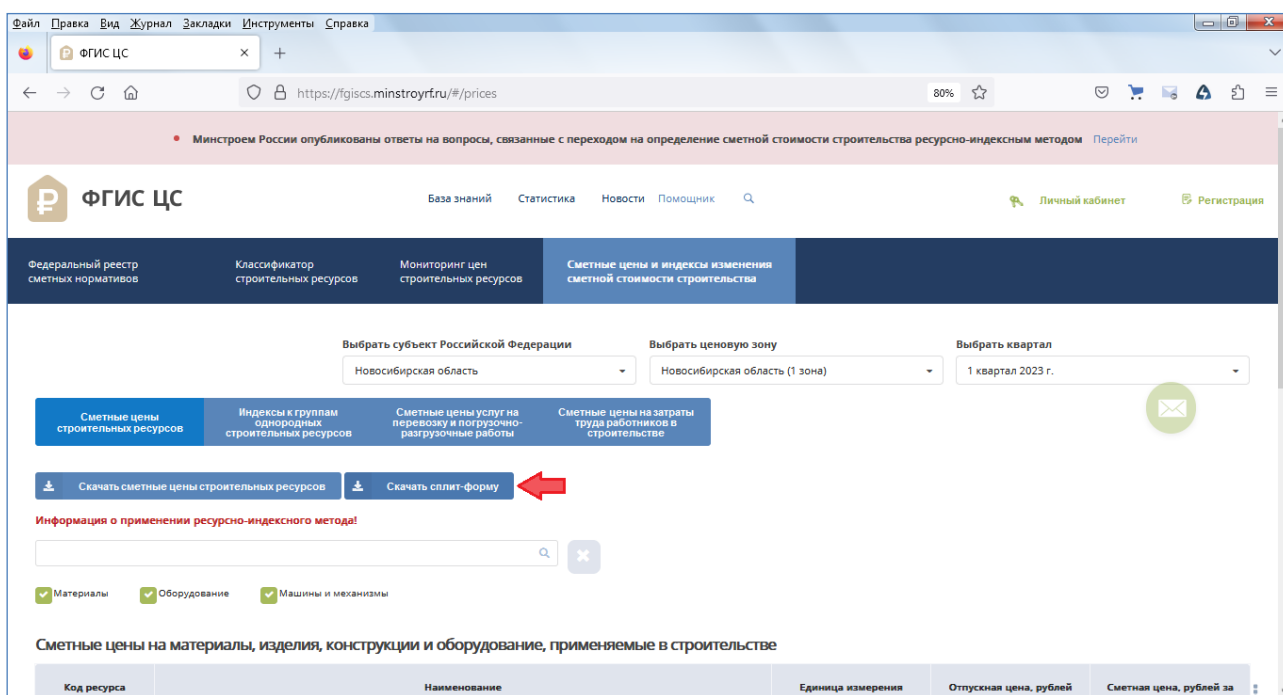 Файл Правка Вид Журнал Закладки Инструменты Справка
ФГИС ЦС
https://fgiscs.minstroyrf.ru/#/prices
80%
Минстроем России опубликованы ответы на вопросы, связанные с переходом на определение сметной стоимости строительства ресурсно-индексным методом Перейти
ФГИС ЦС
База знаний Статистика Новости Помощник
Личный кабинет Регистрация
Федеральный реестр
сметных нормативов
Классификатор
строительных ресурсов
Мониторинг цен
строительных ресурсов
Сметные цены и индексы изменения
сметной стоимости строительства
Выбрать субъект Российской Федерации
Новосибирская область
Выбрать ценовую зону
Новосибирская область (1 зона)
Выбрать квартал
1 квартал 2023 г.
Сметные цены
строительных ресурсов
Индексы к группам
однородных
строительных ресурсов
Сметные цены услуг на
перевозку и погрузочно-
разгрузочные работы
Сметные цены на затраты
труда работников в
строительстве
Скачать сметные цены строительных ресурсов
Скачать сплит-форму
Информация о применении ресурсно-индексного метода!
Материалы Оборудование Машины и механизмы
Сметные цены на материалы, изделия, конструкции и оборудование, применяемые в строительстве
Код ресурса Наименование Единица измерения Отпускная цена, рублей Сметная цена, рублей за